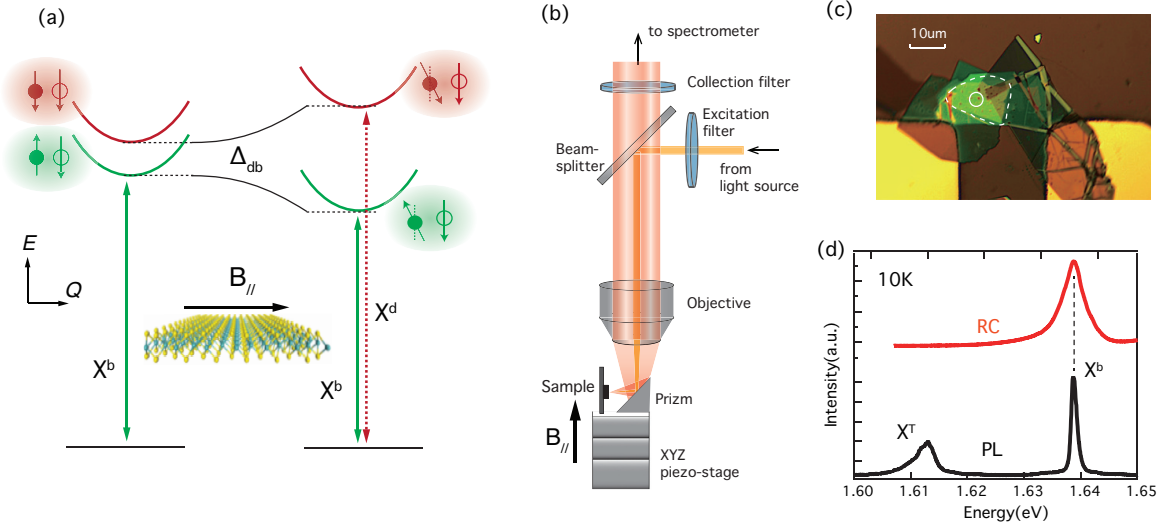 (a)
Δdb
E
Q
B//
Xb
Xb
Xd
(b)
to spectrometer
Collection filter
Excitation
filter
Beam-
splitter
from
light source
Objective
Sample
Prizm
B//
XYZ
piezo-stage
(c)
10um
(d)
10K
RC
Xb
XT
PL
Intensity(a.u.)
1.60
1.61
1.62
1.63
1.64
1.65
Energy(eV)